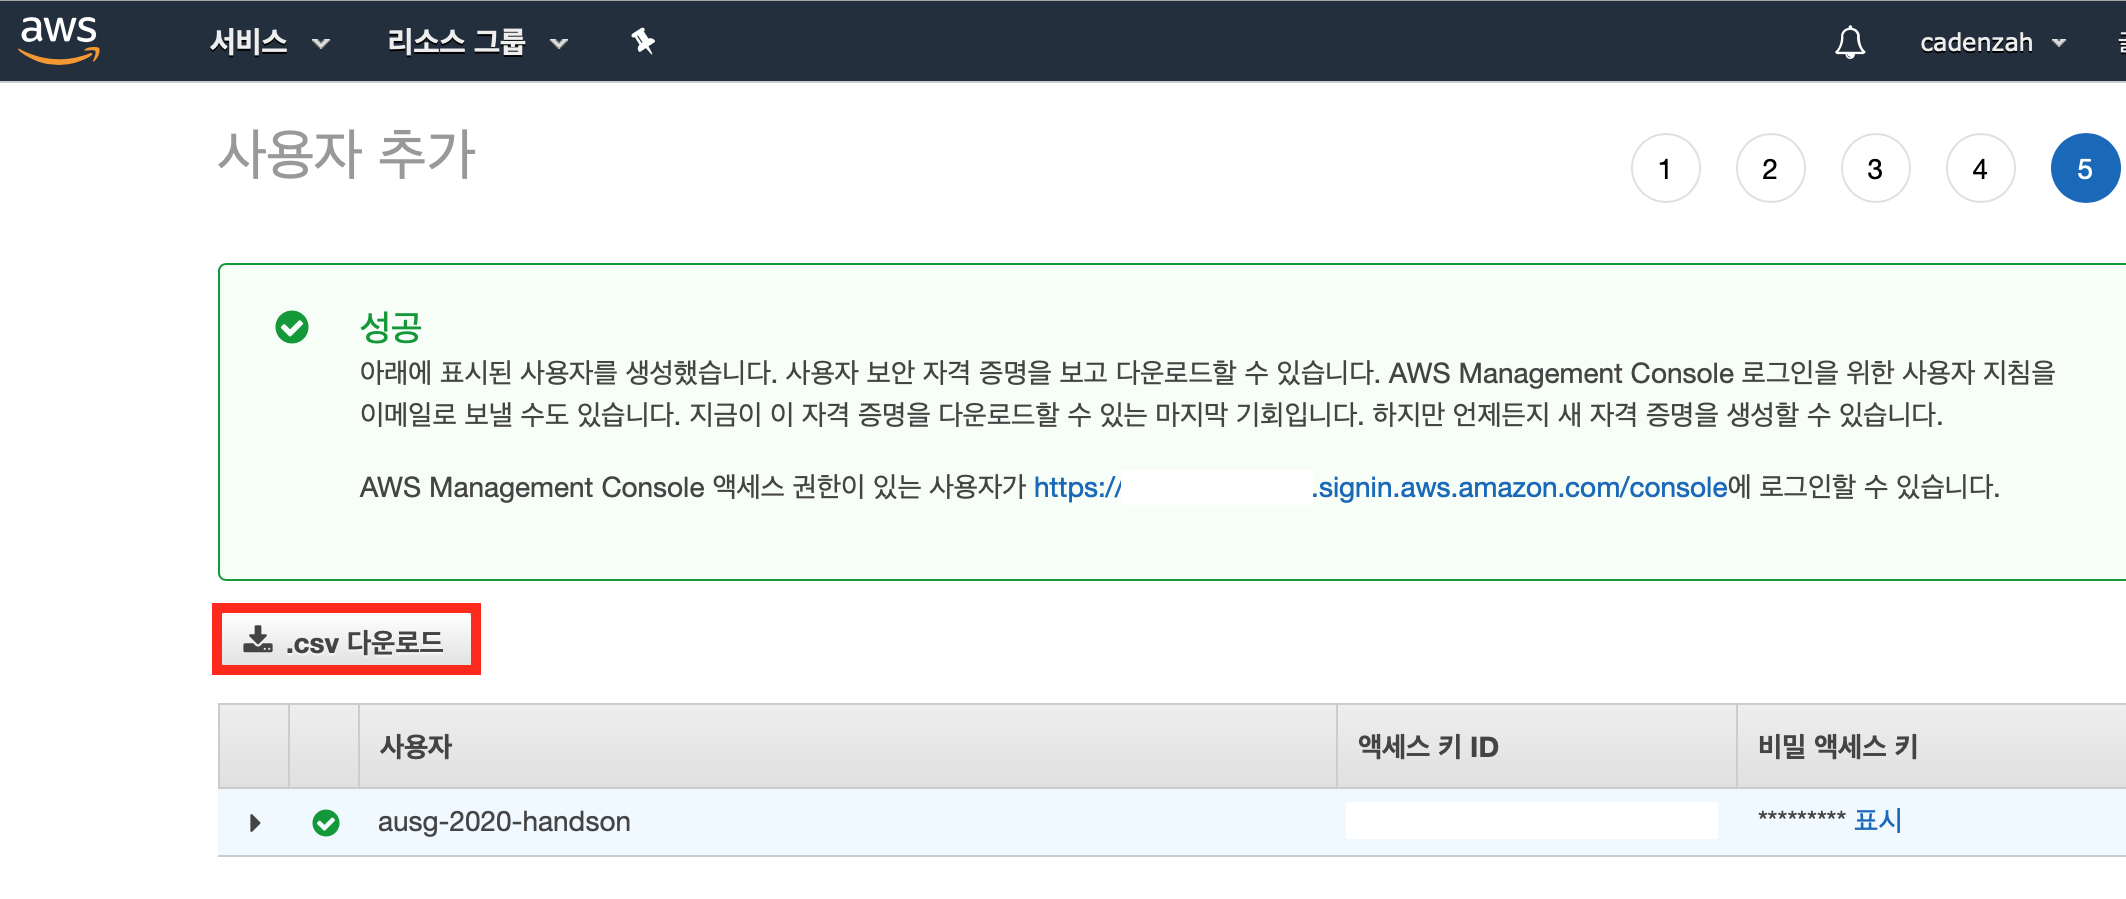 aws 서비스 리소스 그룹 cadenzah
사용자 추가
1 2 3 4 5
성공
아래에 표시된 사용자를 생성했습니다. 사용자 보안 자격 증명을 보고 다운로드할 수 있습니다. AWS Management Console 로그인을 위한 사용자 지침을
이메일로 보낼 수도 있습니다. 지금이 이 자격 증명을 다운로드할 수 있는 마지막 기회입니다. 하지만 언제든지 새 자격 증명을 생성할 수 있습니다.
AWS Management Console 액세스 권한이 있는 사용자가 https:// .signin.aws.amazon.com/console에 로그인할 수 있습니다.
.csv 다운로드
사용자 액세스 키 ID 비밀 액세스 키
ausg-2020-handson ********* 표시